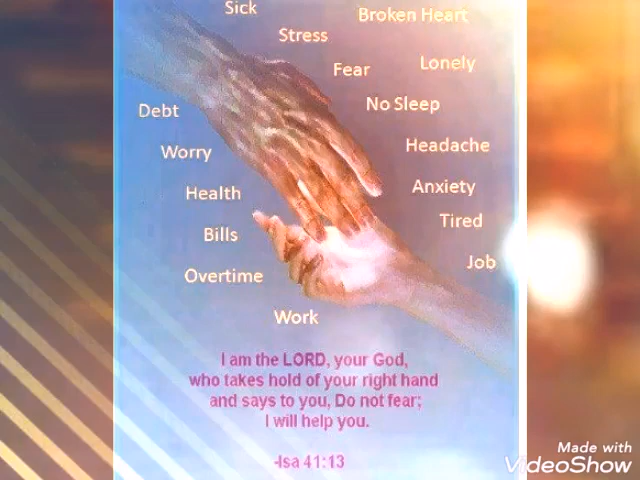 Sick
Broken Heart
Stress
Fear
Lonely
No Sleep
Debt
Headache
Worry
Anxiety
Health
Tired
Bills
Job
Overtime
Work
I am the LORD, your God,
who takes hold of your right hand
and says to you, Do not fear;
I will help you.
-Isa 41:13
Made with
VideoShow